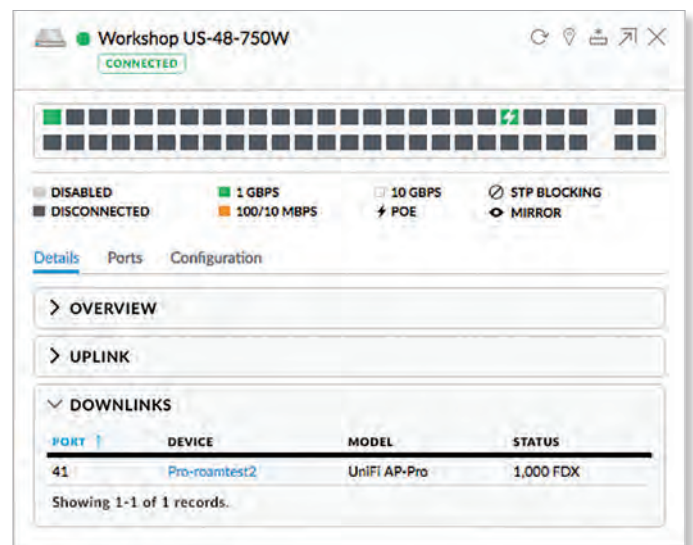 Workshop US-48-750W
CONNECTED
DISABLED 1 GBPS 10 GBPS STP BLOCKING
DISCONNECTED 100/10 MBPS POE MIRROR
Details Ports Configuration
OVERVIEW
UPLINK
DOWNLINKS
PORT ↑ DEVICE MODEL STATUS
41 Pro-roamtest2 UniFi AP-Pro 1,000 FDX
Showing 1-1 of 1 records.